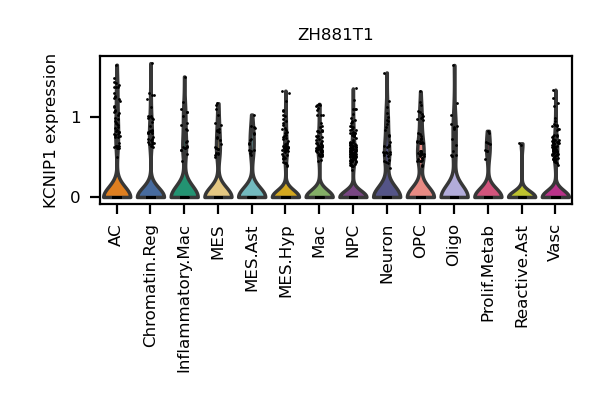 ZH881T1
KCNIP1 expression
1
0
AC
Chromatin.Reg
Inflammatory.Mac
MES
MES.Ast
MES.Hyp
Mac
NPC
Neuron
OPC
Oligo
Prolif.Metab
Reactive.Ast
Vasc